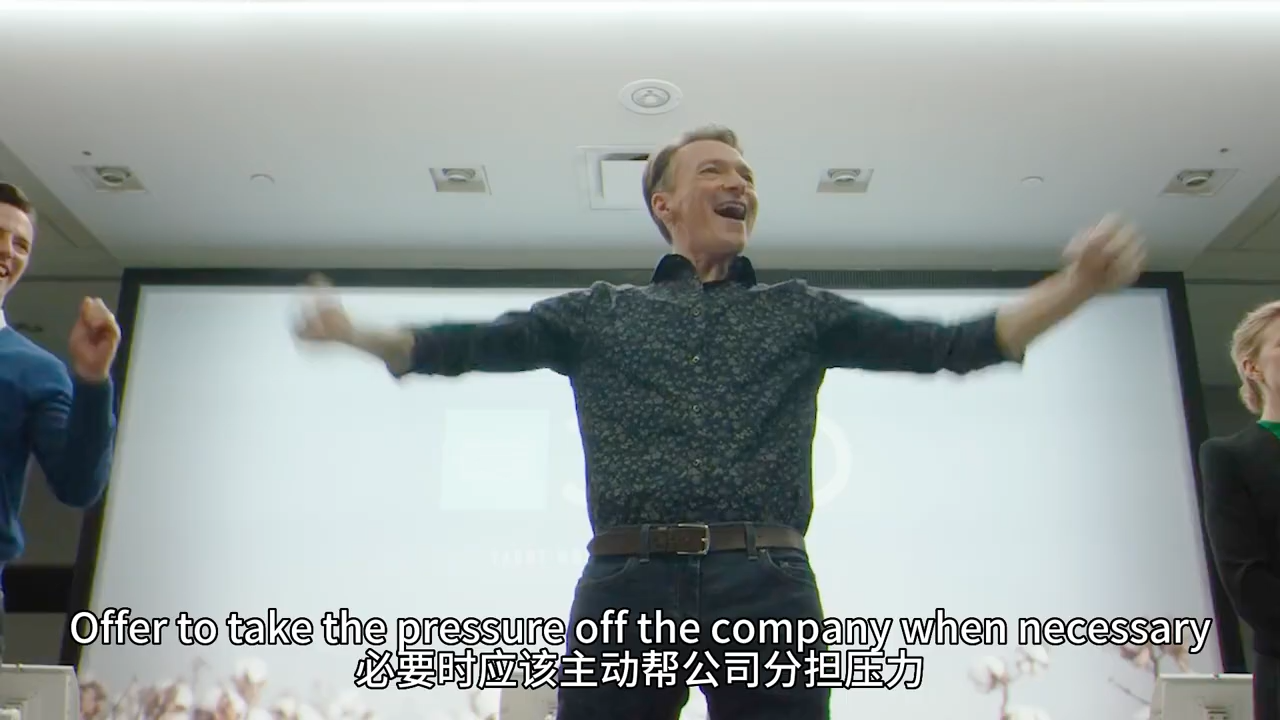 Offer to take the pressure off the company when necessary
必要时应该主动帮公司分担压力